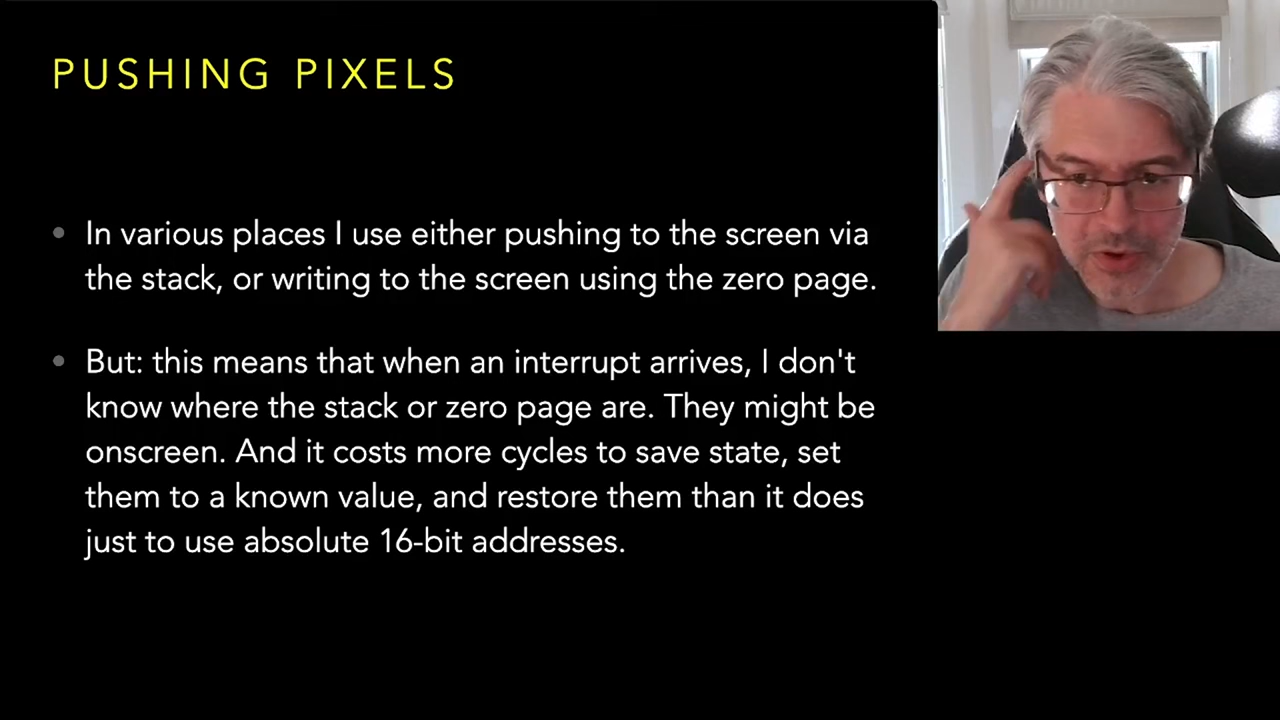 PUSHING PIXELS
In various places I use either pushing to the screen via
the stack, or writing to the screen using the zero page.
But: this means that when an interrupt arrives, I don't
know where the stack or zero page are. They might be
onscreen. And it costs more cycles to save state, set
them to a known value, and restore them than it does
just to use absolute 16-bit addresses.